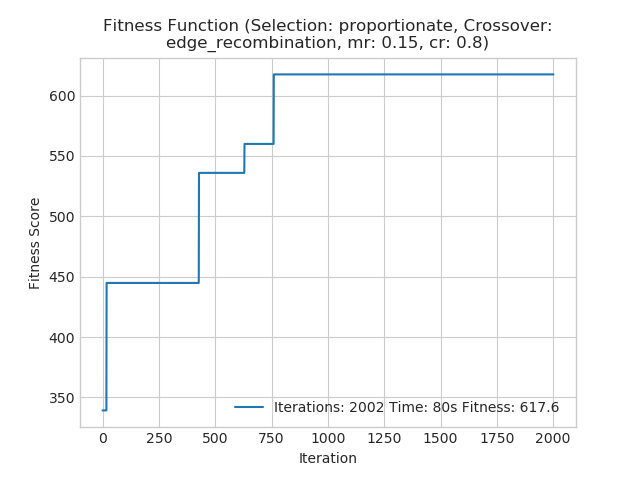 Fitness Function (Selection: proportionate, Crossover:
edge_recombination, mr: 0.15, cr: 0.8)
Fitness Score
600
550
500
450
400
350
Iterations: 2002 Time: 80s Fitness: 617.6
0 250 500 750 1000 1250 1500 1750 2000
Iteration